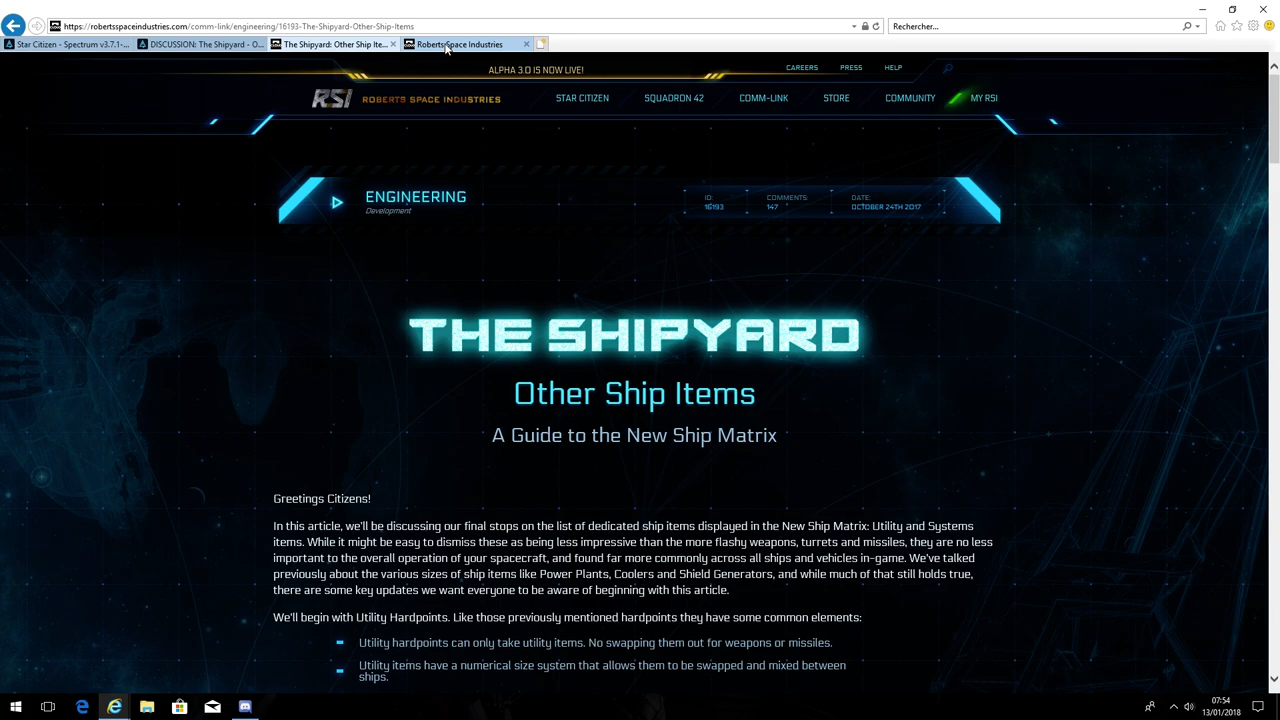 https://robertsspaceindustries.com/comm-link/engineering/16193-The-Shipyard-Other-Ship-Items
Rechercher...
Star Citizen - Spectrum v3.7.1-...
DISCUSSION: The Shipyard - O...
The Shipyard: Other Ship Ite...
Roberts Space Industries
ALPHA 3.0 IS NOW LIVE!
CAREERS
PRESS
HELP
RSI
ROBERTS SPACE INDUSTRIES
STAR CITIZEN
SQUADRON 42
COMM-LINK
STORE
COMMUNITY
MY RSI
ENGINEERING
Development
ID:
16193
COMMENTS:
147
DATE:
OCTOBER 24TH 2017
THE SHIPYARD
Other Ship Items
A Guide to the New Ship Matrix
Greetings Citizens!
In this article, we'll be discussing our final stops on the list of dedicated ship items displayed in the New Ship Matrix: Utility and Systems
items. While it might be easy to dismiss these as being less impressive than the more flashy weapons, turrets and missiles, they are no less
important to the overall operation of your spacecraft, and found far more commonly across all ships and vehicles in-game. We've talked
previously about the various sizes of ship items like Power Plants, Coolers and Shield Generators, and while much of that still holds true,
there are some key updates we want everyone to be aware of beginning with this article.
We'll begin with Utility Hardpoints. Like those previously mentioned hardpoints they have some common elements:
Utility hardpoints can only take utility items. No swapping them out for weapons or missiles.
Utility items have a numerical size system that allows them to be swapped and mixed between
ships.
07:54
13/01/2018